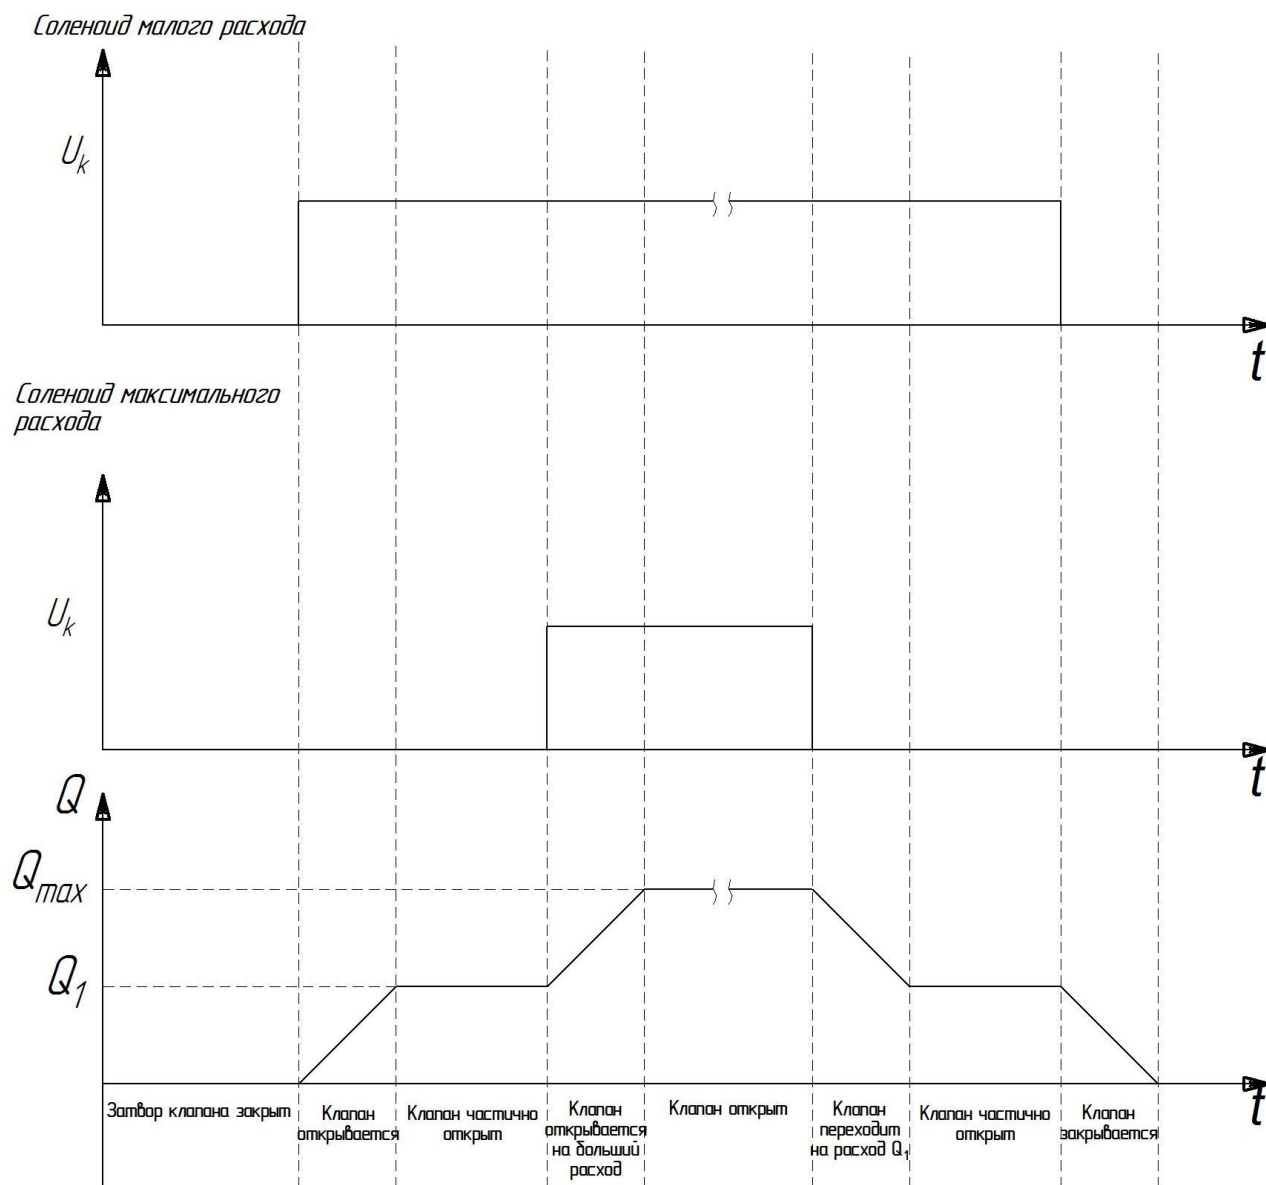 Соленоид малого расхода
U_k
t
Соленоид максимального
расхода
U_k
t
Q
Q_max
Q_1
t
Затвор клапана закрыт
Клапан
открывается
Клапан частично
открыт
Клапан
открывается
на больший
расход
Клапан открыт
Клапан
переходит
на расход Q_1
Клапан частично
открыт
Клапан
закрывается